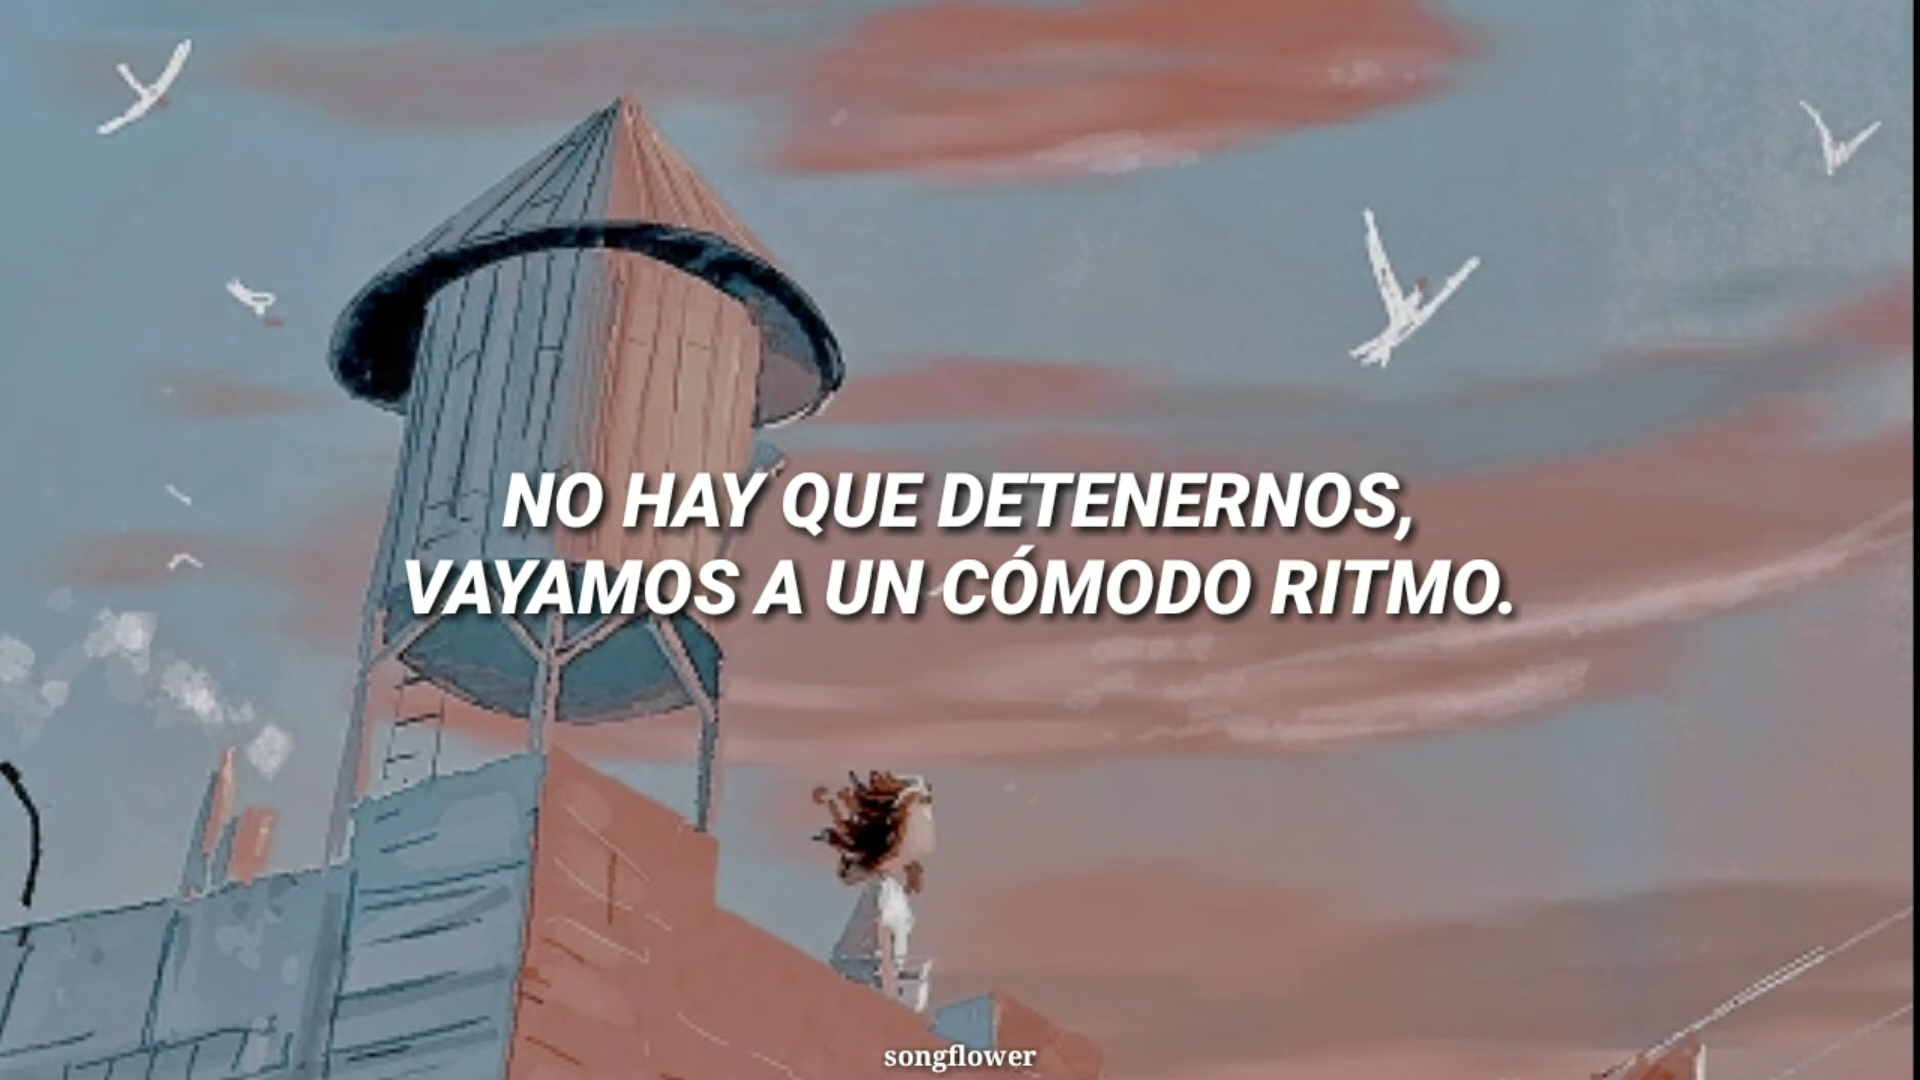 NO HAY QUE DETENERNOS,
VAYAMOS A UN CÓMODO RITMO.
songflower